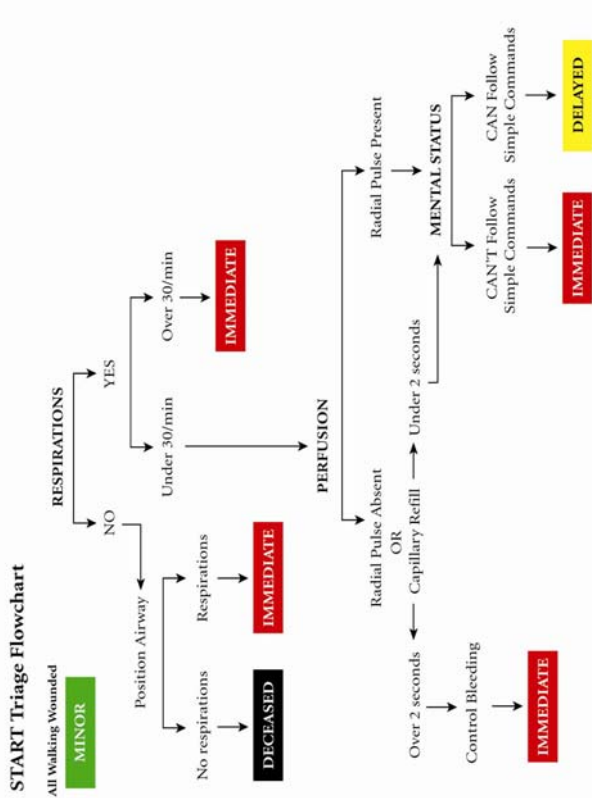 START Triage Flowchart
All Walking Wounded
MINOR
RESPIRATIONS
NO
YES
Position Airway
Under 30/min
Over 30/min
No respirations
Respirations
IMMEDIATE
DECEASED
IMMEDIATE
PERFUSION
Radial Pulse Absent
OR
Capillary Refill
Radial Pulse Present
Over 2 seconds
Under 2 seconds
MENTAL STATUS
Control Bleeding
CAN'T Follow
Simple Commands
CAN Follow
Simple Commands
IMMEDIATE
IMMEDIATE
DELAYED